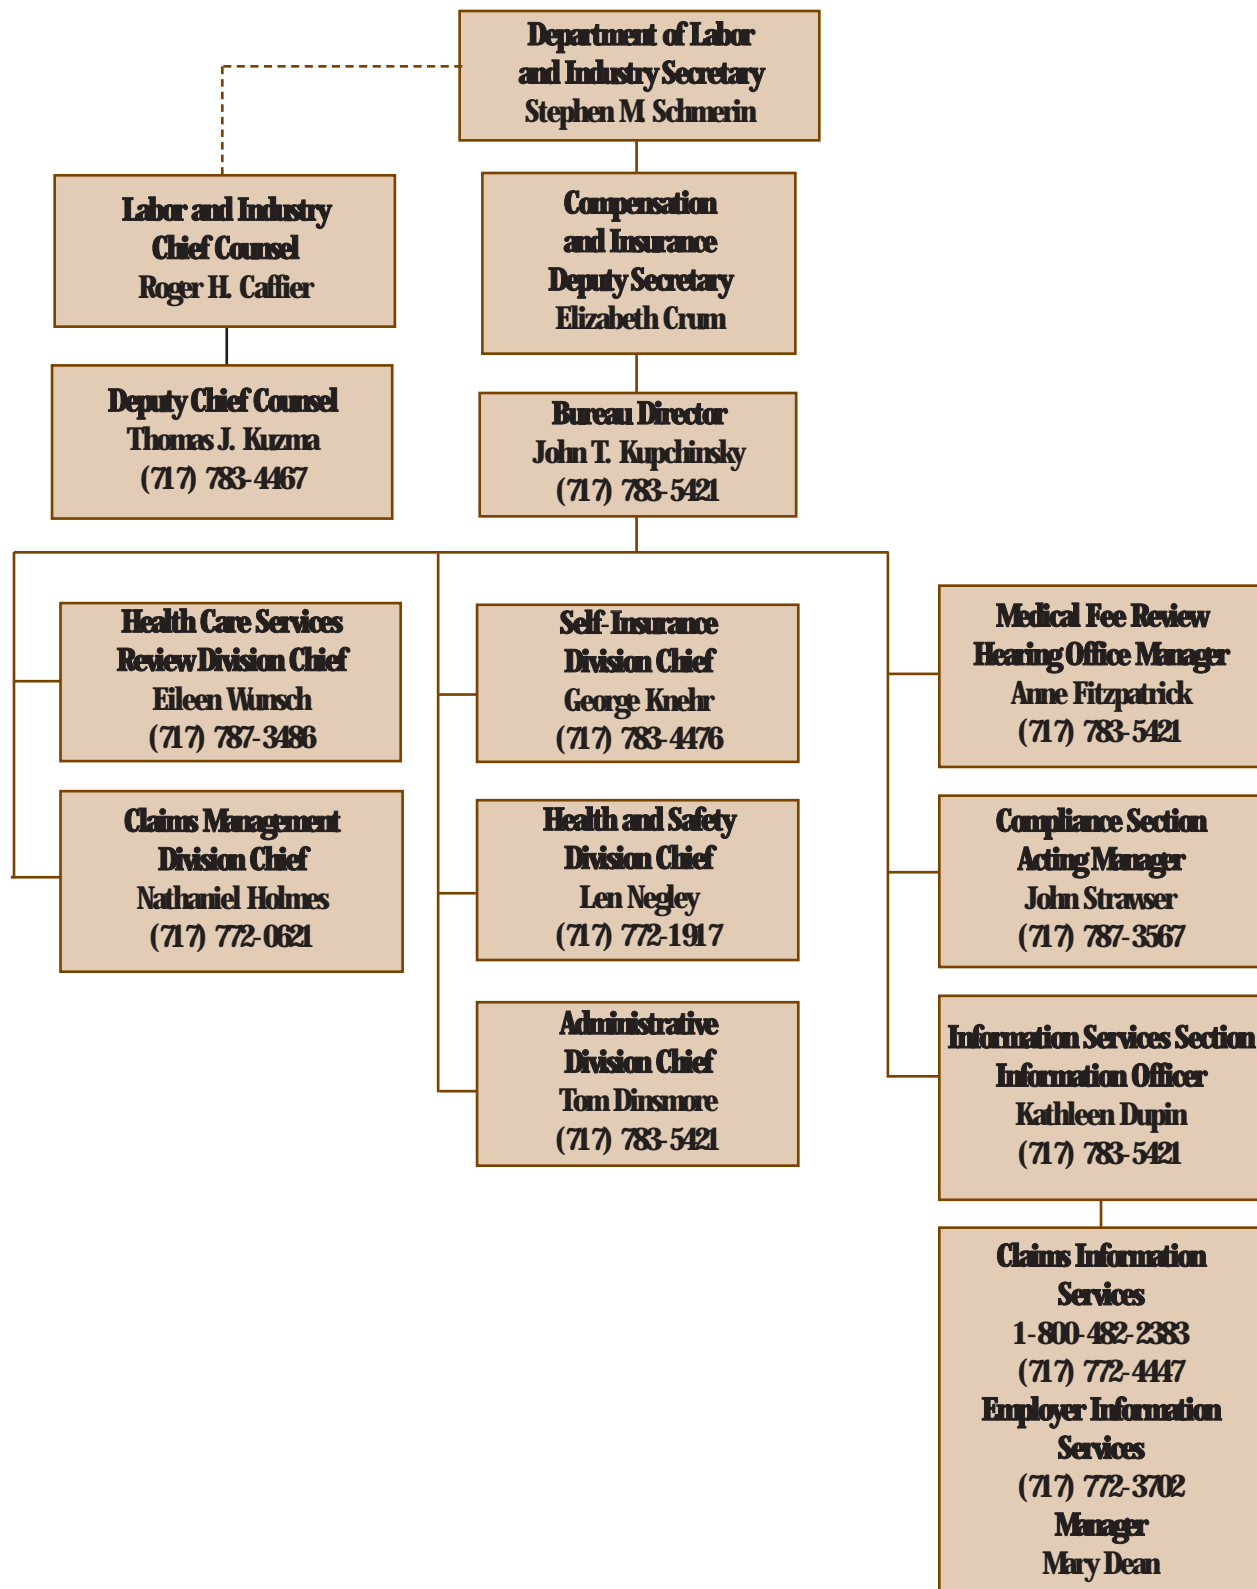 Department of Labor
and Industry Secretary
Stephen M. Schmerin
Labor and Industry
Chief Counsel
Roger H. Caffier
Compensation
and Insurance
Deputy Secretary
Elizabeth Crum
Deputy Chief Counsel
Thomas J. Kuzma
(717) 783-4467
Bureau Director
John T. Kupchinsky
(717) 783-5421
Health Care Services
Review Division Chief
Eileen Wunsch
(717) 787-3486
Self-Insurance
Division Chief
George Knehr
(717) 783-4476
Medical Fee Review
Hearing Office Manager
Anne Fitzpatrick
(717) 783-5421
Claims Management
Division Chief
Nathaniel Holmes
(717) 772-0621
Health and Safety
Division Chief
Len Negley
(717) 772-1917
Compliance Section
Acting Manager
John Strawser
(717) 787-3567
Administrative
Division Chief
Tom Dinsmore
(717) 783-5421
Information Services Section
Information Officer
Kathleen Dupin
(717) 783-5421
Claims Information
Services
1-800-482-2383
(717) 772-4447
Employer Information
Services
(717) 772-3702
Manager
Mary Dean